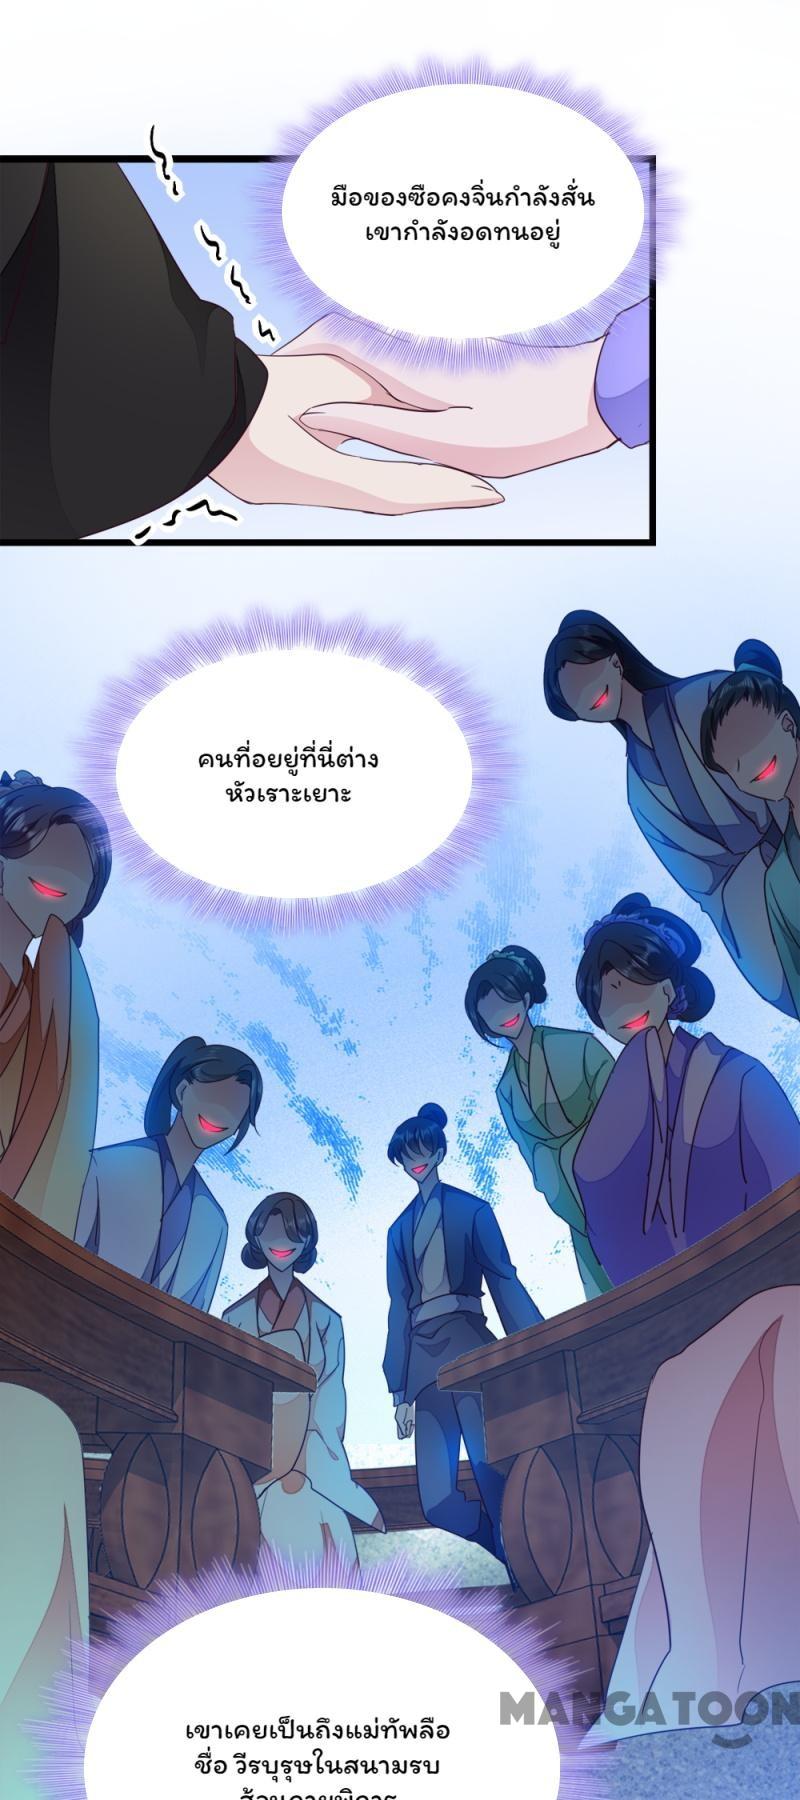 มือของซือคงจิ่นกำลังสั่น
เขากำลังอดทนอยู่
คนที่อยยู่ที่นี่ต่าง
หัวเราะเยาะ
MANGATOON
เขาเคยเป็นถึงแม่ทัพลือ
ชื่อ วีรบุรุษในสนามรบ